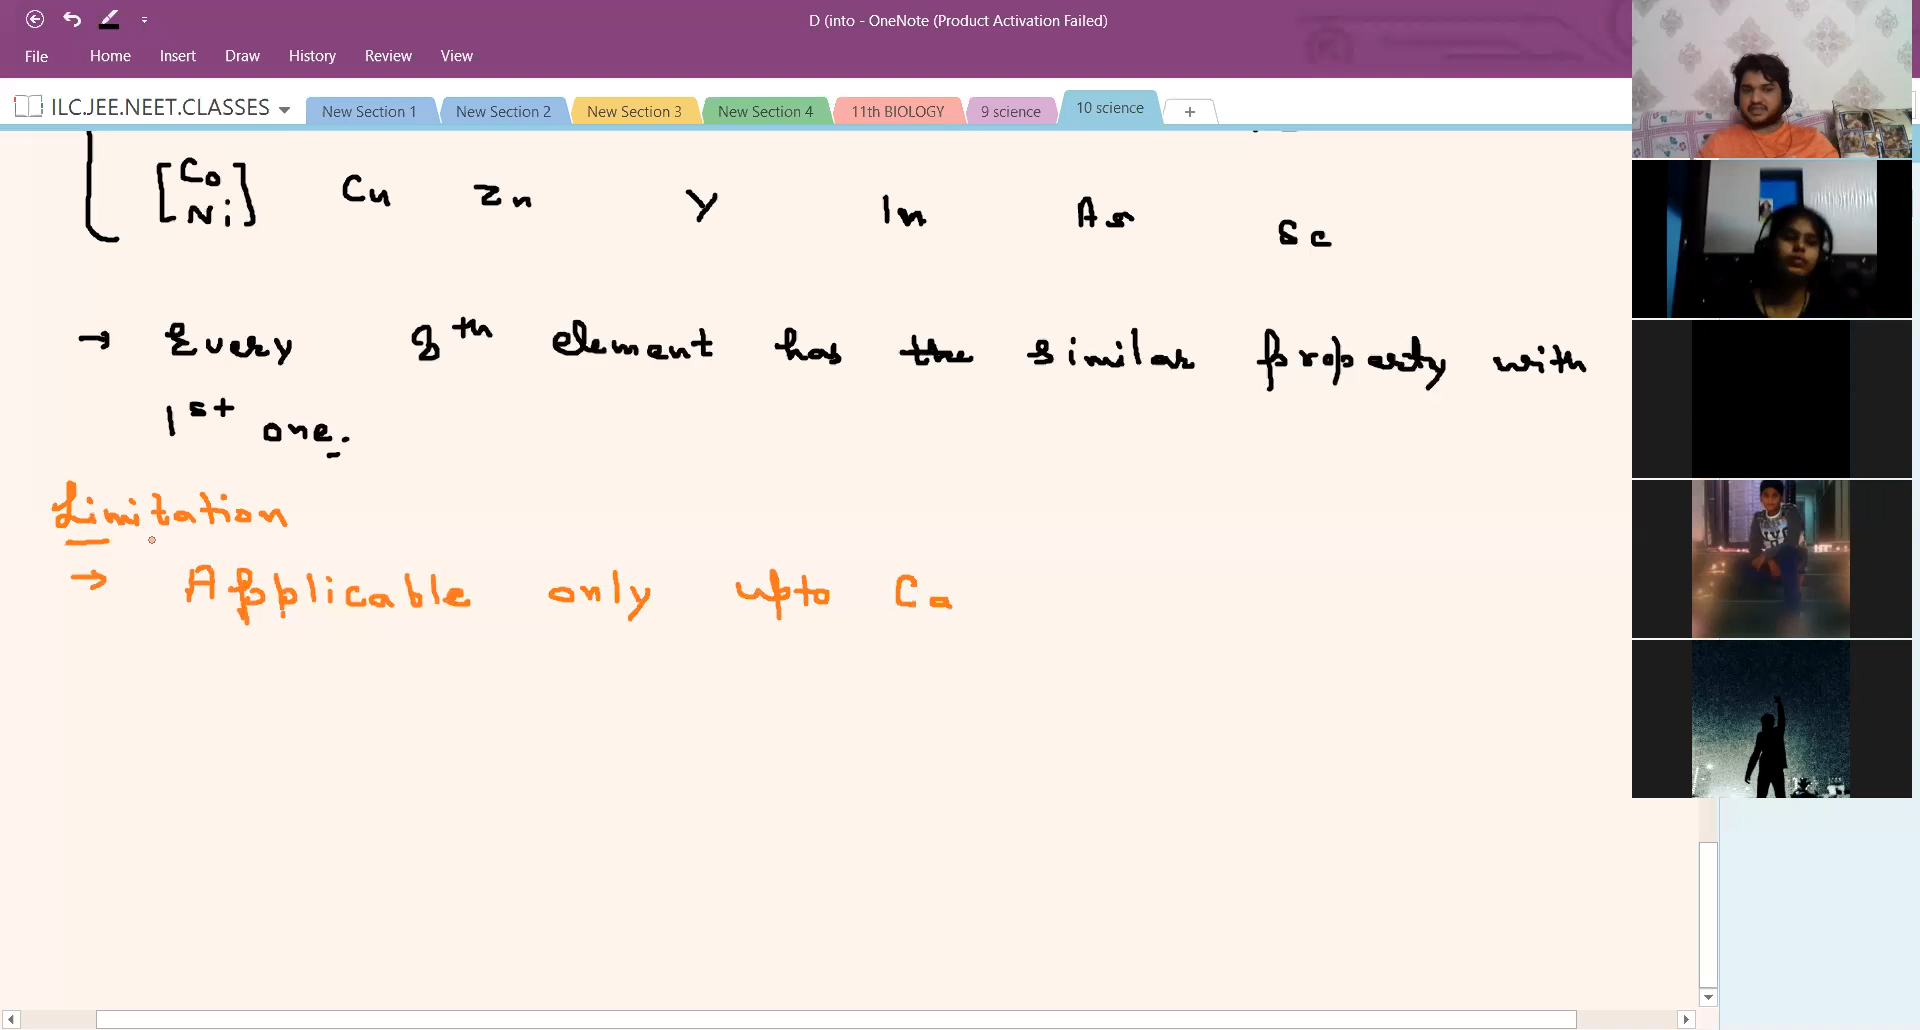 D (into - OneNote (Product Activation Failed)
File Home Insert Draw History Review View
ILC.JEE.NEET.CLASSES New Section 1 New Section 2 New Section 3 New Section 4 11th BIOLOGY 9 science 10 science +
[Co Cu Zn Y In As Se
Ni]
→ Every 8th element has the similar property with
1st one.
Limitation
→ Applicable only upto Ca